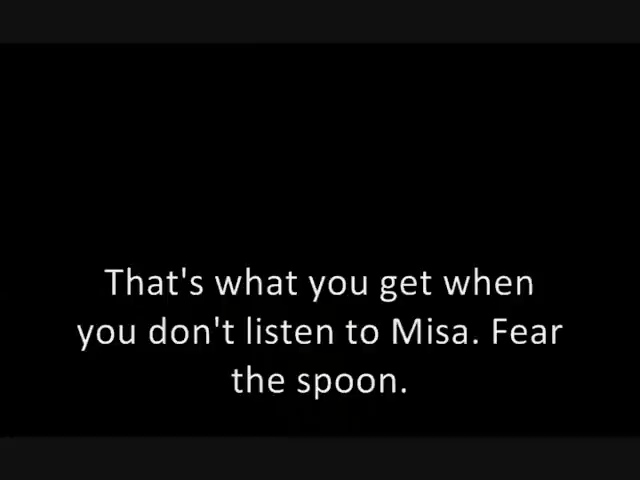 That's what you get when
you don't listen to Misa. Fear
the spoon.